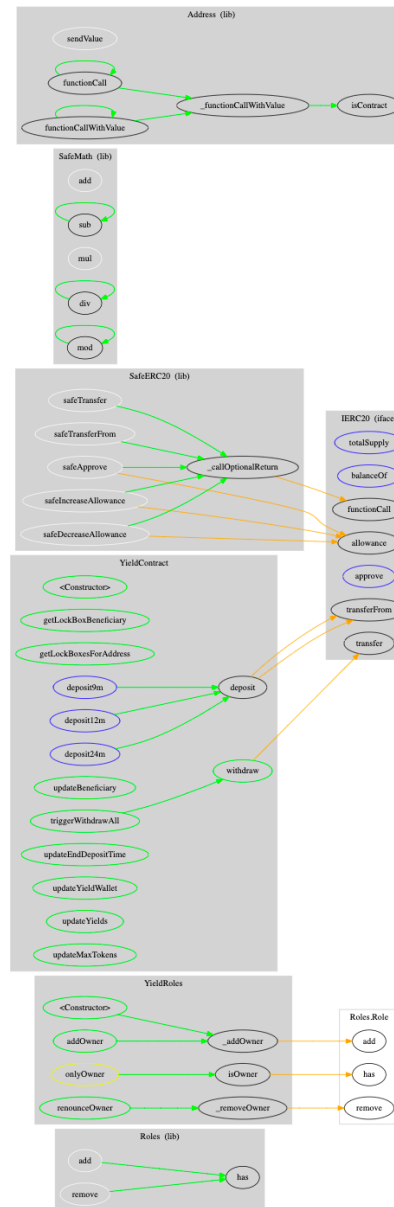 Address (lib)
sendValue
functionCall
_functionCallWithValue
isContract
functionCallWithValue
SafeMath (lib)
add
sub
mul
div
mod
SafeERC20 (lib)
safeTransfer
safeTransferFrom
safeApprove
_callOptionalReturn
safeIncreaseAllowance
safeDecreaseAllowance
IERC20 (iface
totalSupply
balanceOf
functionCall
allowance
approve
transferFrom
transfer
YieldContract
<Constructor>
getLockBoxBeneficiary
getLockBoxesForAddress
deposit9m
deposit
deposit12m
deposit24m
updateBeneficiary
withdraw
triggerWithdrawAll
updateEndDepositTime
updateYieldWallet
updateYields
updateMaxTokens
YieldRoles
<Constructor>
addOwner
_addOwner
onlyOwner
isOwner
renounceOwner
_removeOwner
Roles.Role
add
has
remove
Roles (lib)
add
has
remove